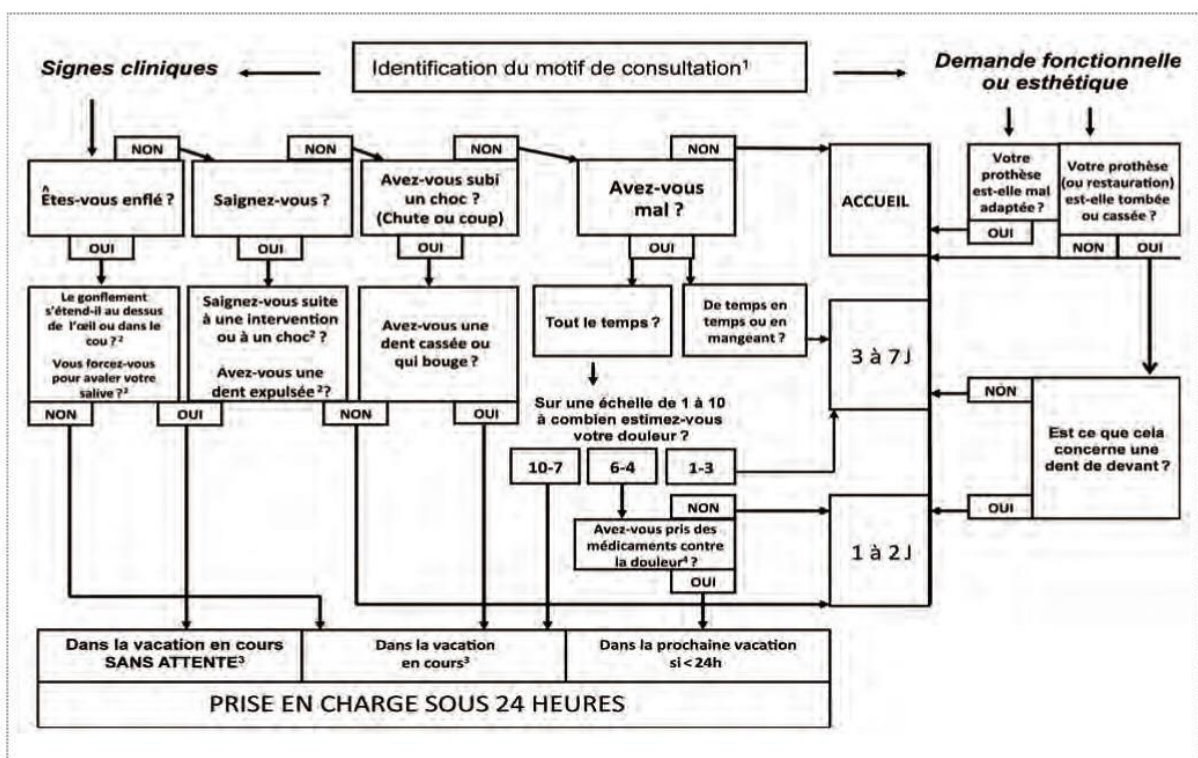 Signes cliniques
Identification du motif de consultation¹
Demande fonctionnelle
ou esthétique
NON
NON
NON
NON
Êtes-vous enflé ?
Saignez-vous ?
Avez-vous subi
un choc ?
(Chute ou coup)
Avez-vous
mal ?
ACCUEIL
Votre
prothèse
est-elle mal
adaptée ?
Votre prothèse
(ou restauration)
est-elle tombée
ou cassée ?
OUI
OUI
OUI
OUI
OUI
NON
OUI
Le gonflement
s'étend-il au dessus
de l'œil ou dans le
cou ?²
Vous forcez-vous
pour avaler votre
salive ?²
Saignez-vous suite
à une intervention
ou à un choc² ?
Avez-vous une
dent expulsée²?
Avez-vous une
dent cassée ou
qui bouge ?
Tout le temps ?
De temps en
temps ou en
mangeant ?
3 à 7 J
NON
OUI
NON
OUI
Sur une échelle de 1 à 10
à combien estimez-vous
votre douleur ?
10-7
6-4
1-3
NON
Est ce que cela
concerne une
dent de devant ?
OUI
NON
Avez-vous pris des
médicaments contre
la douleur⁴ ?
OUI
1 à 2 J
Dans la vacation en cours
SANS ATTENTE³
Dans la vacation
en cours³
Dans la prochaine vacation
si < 24h
PRISE EN CHARGE SOUS 24 HEURES